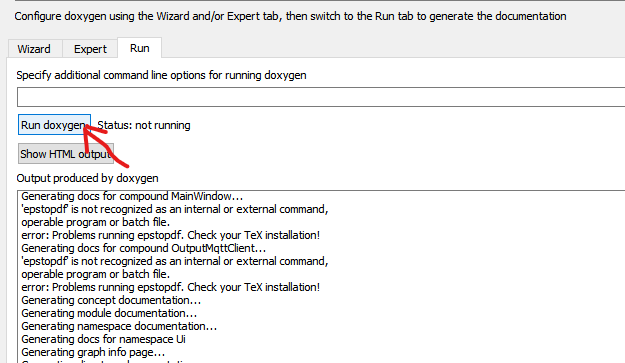 Configure doxygen using the Wizard and/or Expert tab, then switch to the Run tab to generate the documentation
Wizard Expert Run
Specify additional command line options for running doxygen
Run doxygen Status: not running
Show HTML output
Output produced by doxygen
Generating docs for compound MainWindow...
'epstopdf' is not recognized as an internal or external command,
operable program or batch file.
error: Problems running epstopdf. Check your TeX installation!
Generating docs for compound OutputMqttClient...
'epstopdf' is not recognized as an internal or external command,
operable program or batch file.
error: Problems running epstopdf. Check your TeX installation!
Generating concept documentation...
Generating module documentation...
Generating namespace documentation...
Generating docs for namespace Ui
Generating graph info page...